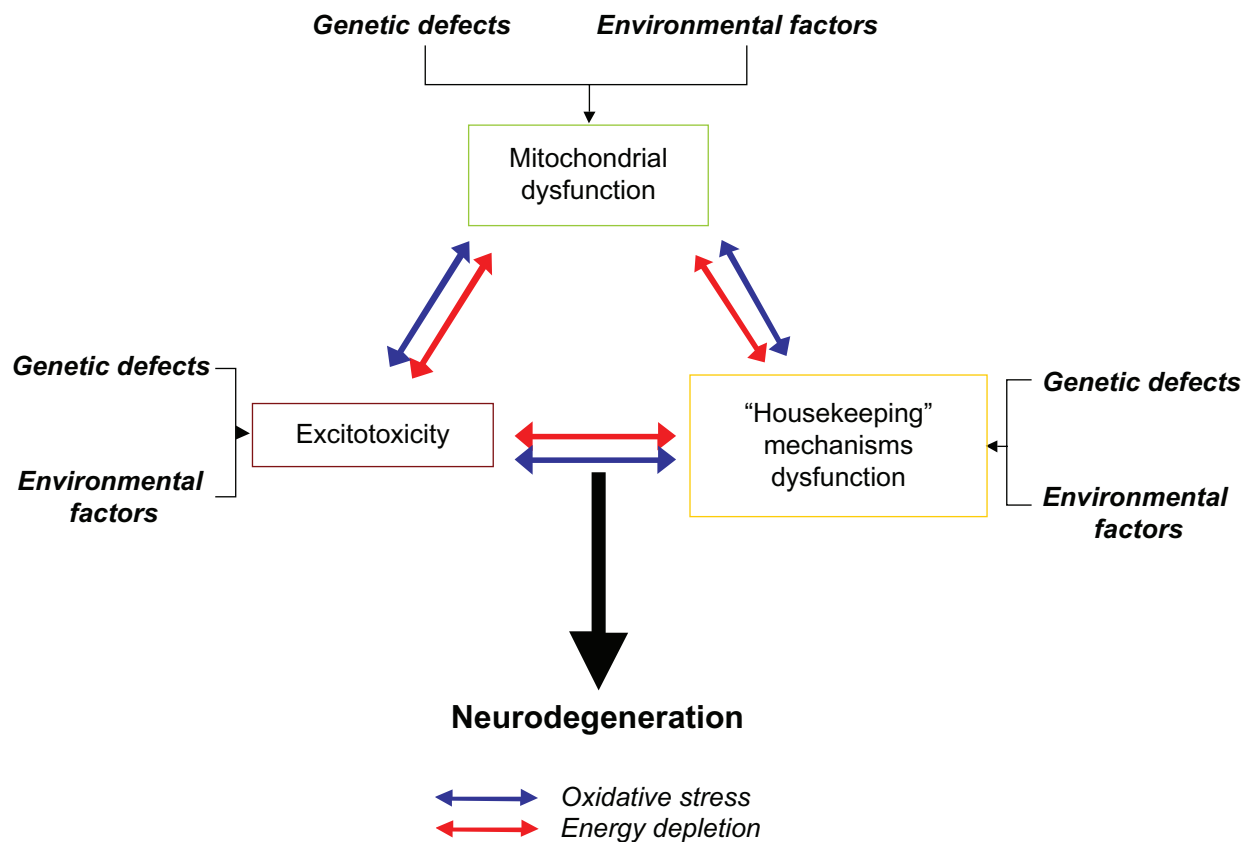 Genetic defects
Environmental factors
Mitochondrial
dysfunction
Genetic defects
Environmental
factors
Excitotoxicity
“Housekeeping”
mechanisms
dysfunction
Genetic defects
Environmental
factors
Neurodegeneration
Oxidative stress
Energy depletion